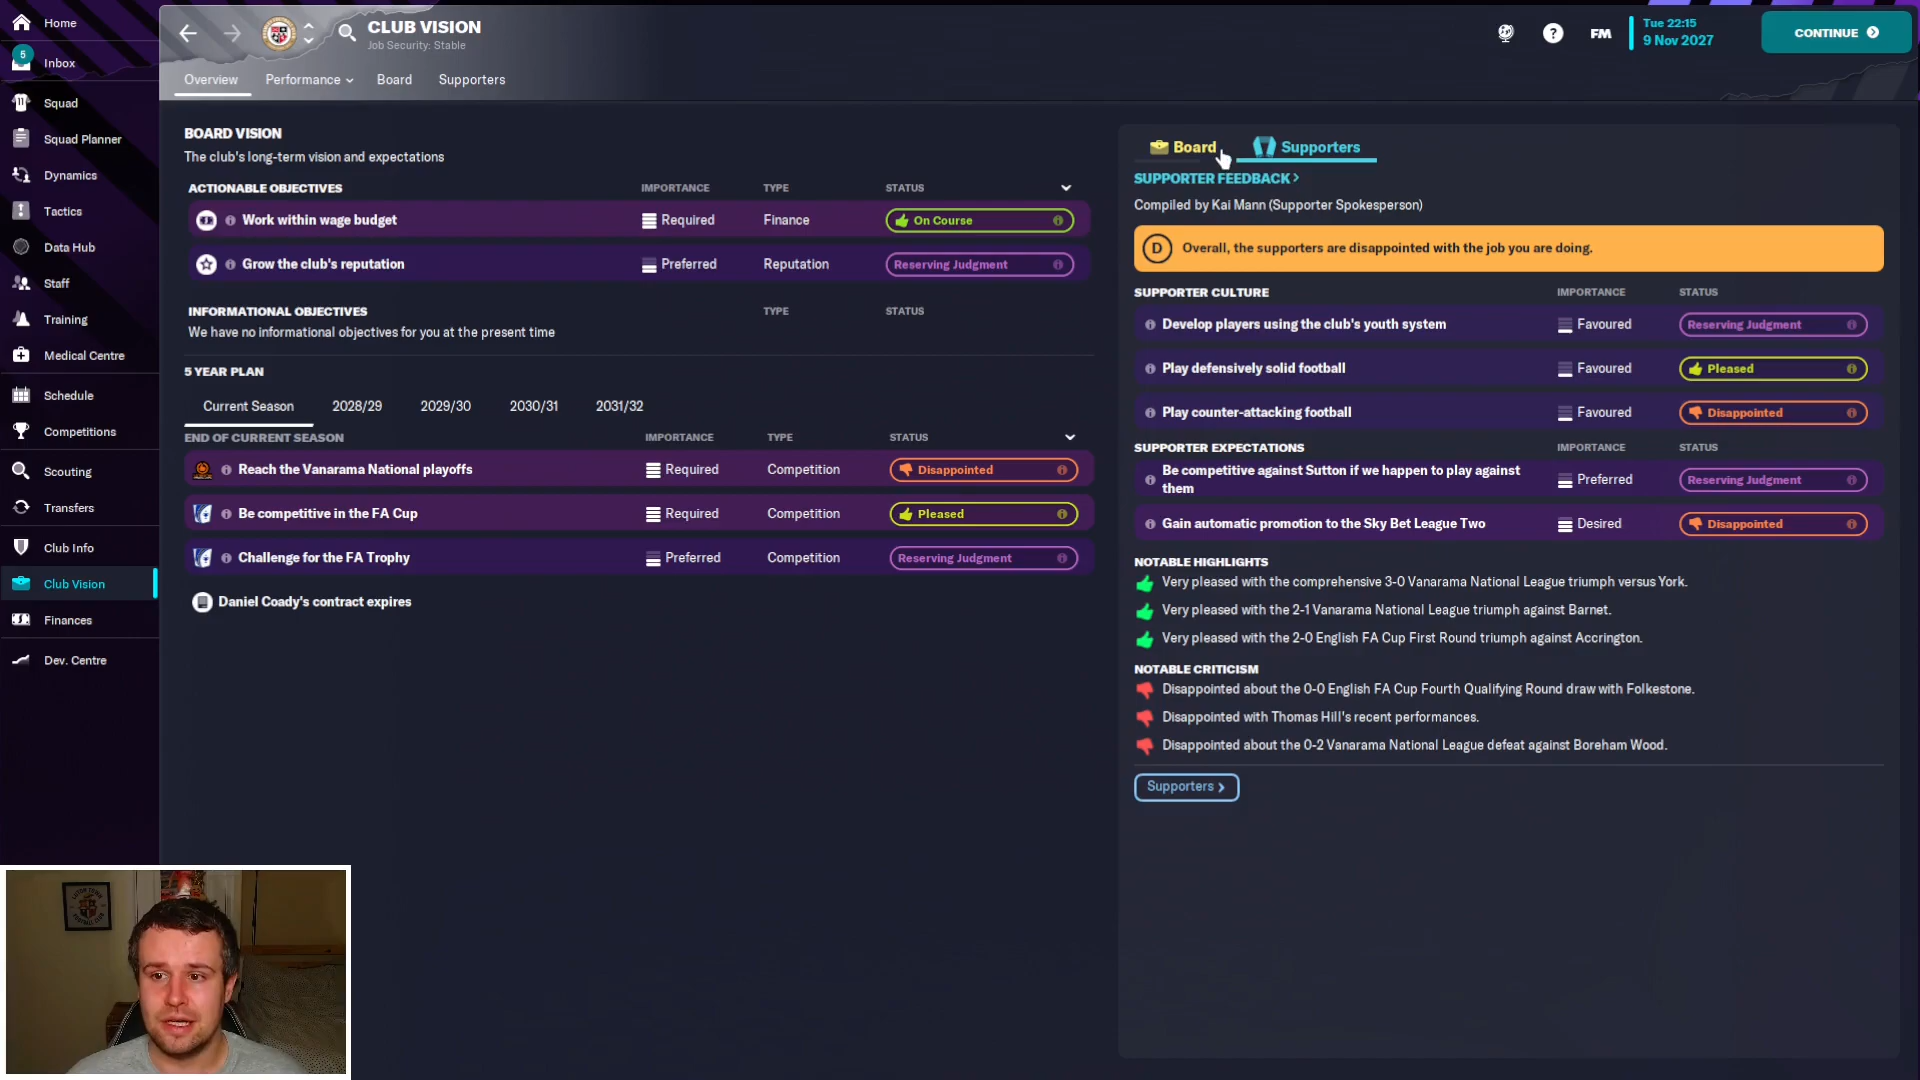 Home
5
Inbox
Squad
Squad Planner
Dynamics
Tactics
Data Hub
Staff
Training
Medical Centre
Schedule
Competitions
Scouting
Transfers
Club Info
Club Vision
Finances
Dev. Centre
CLUB VISION
Job Security: Stable
Overview Performance Board Supporters
? FM Tue 22:15
9 Nov 2027
CONTINUE
BOARD VISION
The club's long-term vision and expectations
ACTIONABLE OBJECTIVES IMPORTANCE TYPE STATUS
Work within wage budget Required Finance On Course
Grow the club's reputation Preferred Reputation Reserving Judgment
INFORMATIONAL OBJECTIVES TYPE STATUS
We have no informational objectives for you at the present time
5 YEAR PLAN
Current Season 2028/29 2029/30 2030/31 2031/32
END OF CURRENT SEASON IMPORTANCE TYPE STATUS
Reach the Vanarama National playoffs Required Competition Disappointed
Be competitive in the FA Cup Required Competition Pleased
Challenge for the FA Trophy Preferred Competition Reserving Judgment
Daniel Coady's contract expires
Board Supporters
SUPPORTER FEEDBACK >
Compiled by Kai Mann (Supporter Spokesperson)
D Overall, the supporters are disappointed with the job you are doing.
SUPPORTER CULTURE IMPORTANCE STATUS
Develop players using the club's youth system Favoured Reserving Judgment
Play defensively solid football Favoured Pleased
Play counter-attacking football Favoured Disappointed
SUPPORTER EXPECTATIONS IMPORTANCE STATUS
Be competitive against Sutton if we happen to play against
them Preferred Reserving Judgment
Gain automatic promotion to the Sky Bet League Two Desired Disappointed
NOTABLE HIGHLIGHTS
Very pleased with the comprehensive 3-0 Vanarama National League triumph versus York.
Very pleased with the 2-1 Vanarama National League triumph against Barnet.
Very pleased with the 2-0 English FA Cup First Round triumph against Accrington.
NOTABLE CRITICISM
Disappointed about the 0-0 English FA Cup Fourth Qualifying Round draw with Folkestone.
Disappointed with Thomas Hill's recent performances.
Disappointed about the 0-2 Vanarama National League defeat against Boreham Wood.
Supporters >